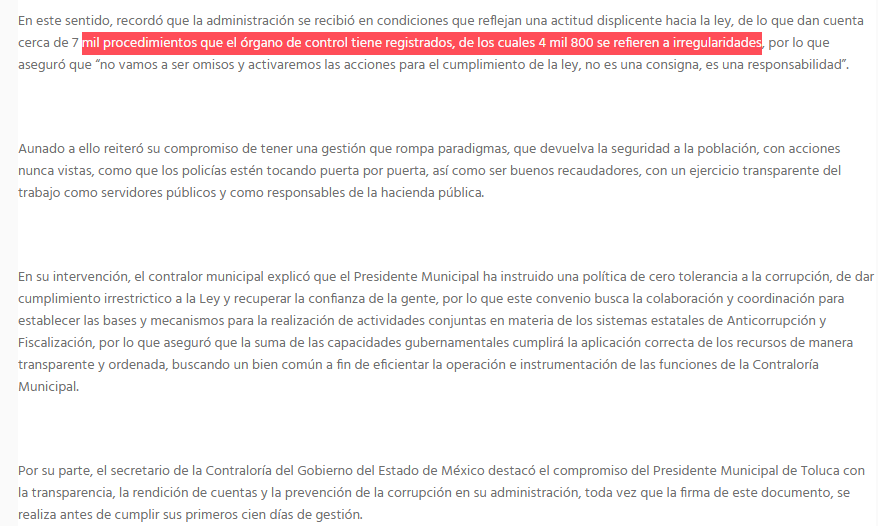 En este sentido, recordó que la administración se recibió en condiciones que reflejan una actitud displicente hacia la ley, de lo que dan cuenta
cerca de 7 mil procedimientos que el órgano de control tiene registrados, de los cuales 4 mil 800 se refieren a irregularidades, por lo que
aseguró que “no vamos a ser omisos y activaremos las acciones para el cumplimiento de la ley, no es una consigna, es una responsabilidad”.
Aunado a ello reiteró su compromiso de tener una gestión que rompa paradigmas, que devuelva la seguridad a la población, con acciones
nunca vistas, como que los policías estén tocando puerta por puerta, así como ser buenos recaudadores, con un ejercicio transparente del
trabajo como servidores públicos y como responsables de la hacienda pública.
En su intervención, el contralor municipal explicó que el Presidente Municipal ha instruido una política de cero tolerancia a la corrupción, de dar
cumplimiento irrestrictico a la Ley y recuperar la confianza de la gente, por lo que este convenio busca la colaboración y coordinación para
establecer las bases y mecanismos para la realización de actividades conjuntas en materia de los sistemas estatales de Anticorrupción y
Fiscalización, por lo que aseguró que la suma de las capacidades gubernamentales cumplirá la aplicación correcta de los recursos de manera
transparente y ordenada, buscando un bien común a fin de eficientar la operación e instrumentación de las funciones de la Contraloría
Municipal.
Por su parte, el secretario de la Contraloría del Gobierno del Estado de México destacó el compromiso del Presidente Municipal de Toluca con
la transparencia, la rendición de cuentas y la prevención de la corrupción en su administración, toda vez que la firma de este documento, se
realiza antes de cumplir sus primeros cien días de gestión.